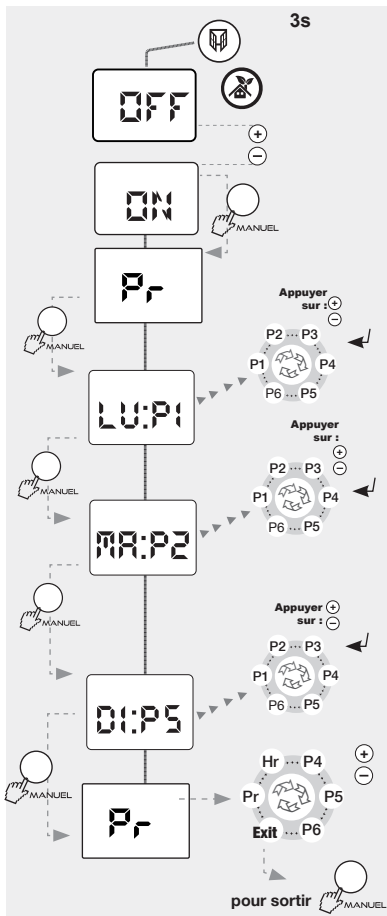 3s
OFF
+
−
ON
MANUEL
Pr
Appuyer
sur : +
−
MANUEL
P2 ... P3
P1 P4
P6 ... P5
LU:P1
Appuyer
sur :
+
−
MANUEL
P2 ... P3
P1 P4
P6 ... P5
MA:P2
MANUEL
Appuyer +
sur : −
P2 ... P3
P1 P4
P6 ... P5
DI:P5
MANUEL
Hr ... P4
+
−
Pr P5
Exit ... P6
Pr
pour sortir
MANUEL